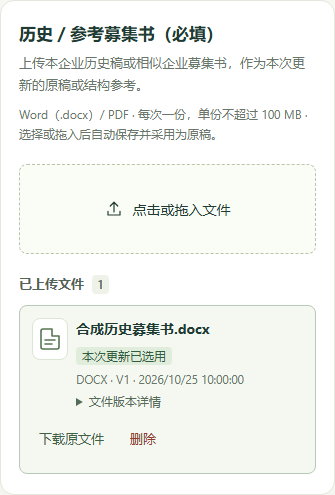 历史 / 参考募集书（必填）
上传本企业历史稿或相似企业募集书，作为本次更
新的原稿或结构参考。
Word（.docx）/ PDF · 每次一份，单份不超过 100 MB ·
选择或拖入后自动保存并采用为原稿。
点击或拖入文件
已上传文件 1
合成历史募集书.docx
本次更新已选用
DOCX · V1 · 2026/10/25 10:00:00
▶ 文件版本详情
下载原文件 删除